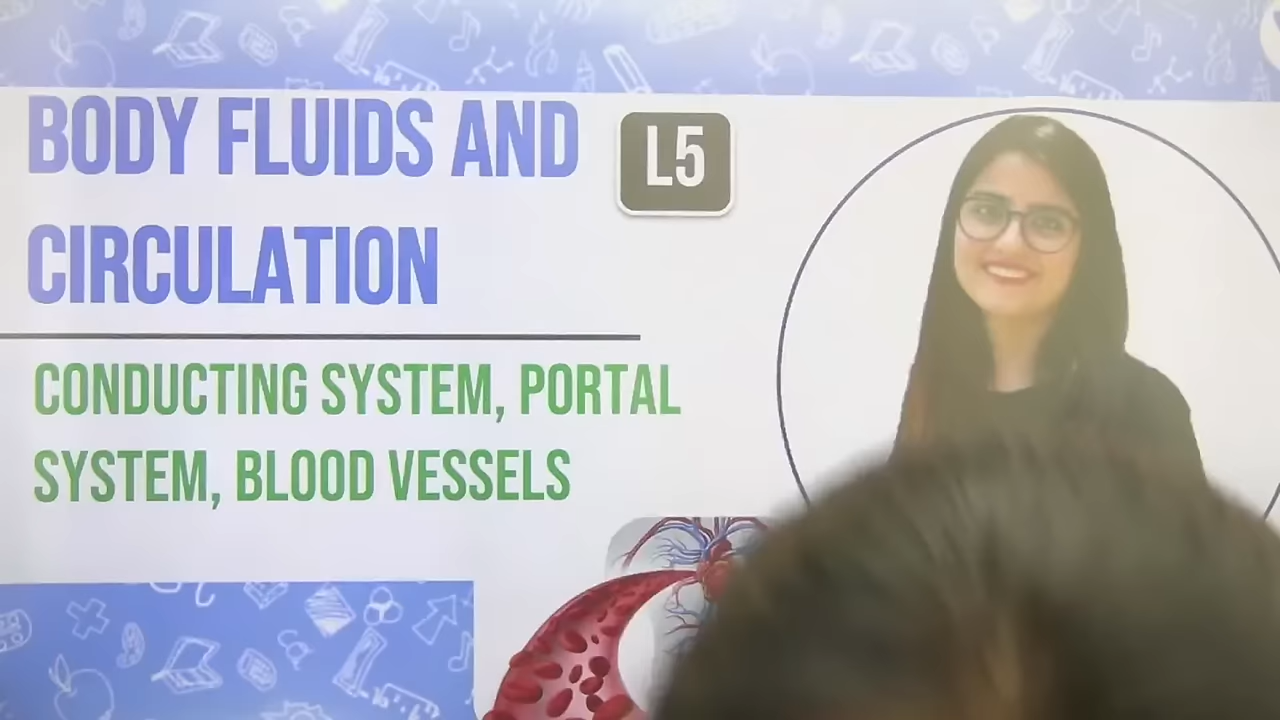 BODY FLUIDS AND
CIRCULATION
L5
CONDUCTING SYSTEM, PORTAL
SYSTEM, BLOOD VESSELS